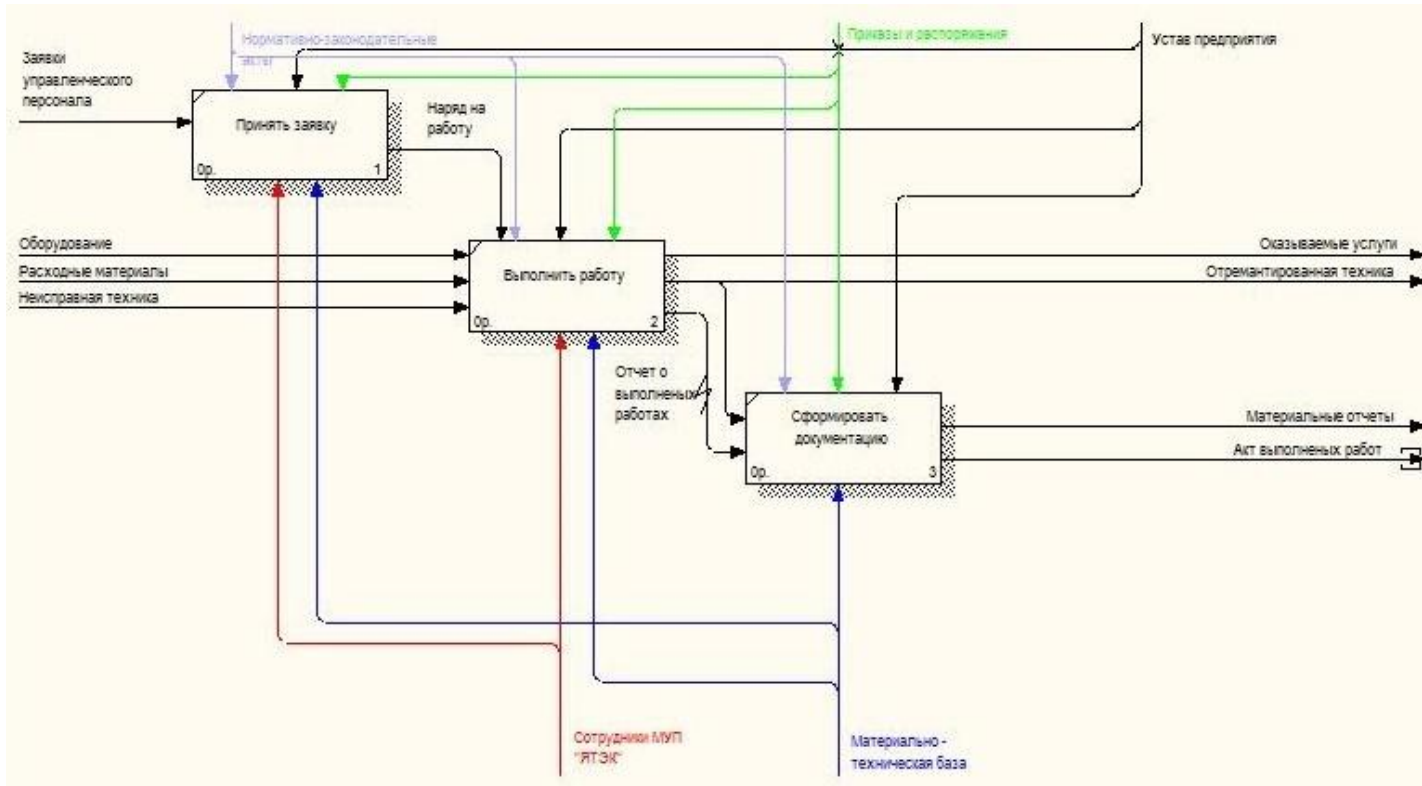 Нормативно-законодательные
акты
Приказы и распоряжения
Устав предприятия
Заявки
управленческого
персонала
Принять заявку
0р.
1
Наряд на
работу
Оборудование
Расходные материалы
Неисправная техника
Выполнить работу
0р.
2
Оказываемые услуги
Отремантированная техника
Отчет о
выполненых
работах
Сформировать
документацию
0р.
3
Материальные отчеты
Акт выполненых работ
Сотрудники МУП
"ЯТЭК"
Материально -
техническая база